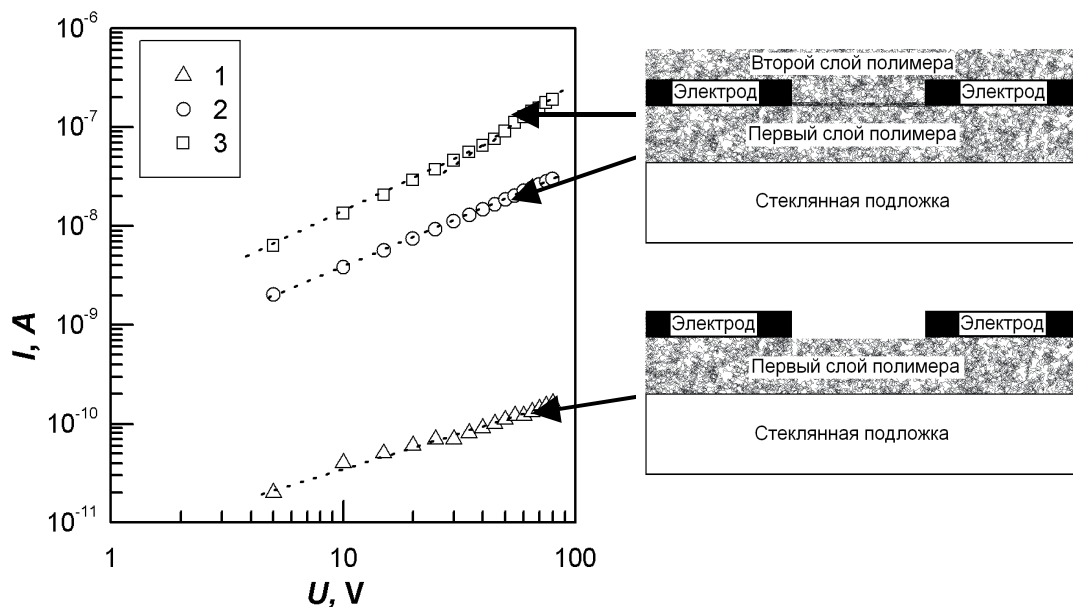 10-6
10-7
10-8
10-9
10-10
10-11
I, A
1
2
3
1 10 100
U, V
Второй слой полимера
Электрод Электрод
Первый слой полимера
Стеклянная подложка
Электрод Электрод
Первый слой полимера
Стеклянная подложка